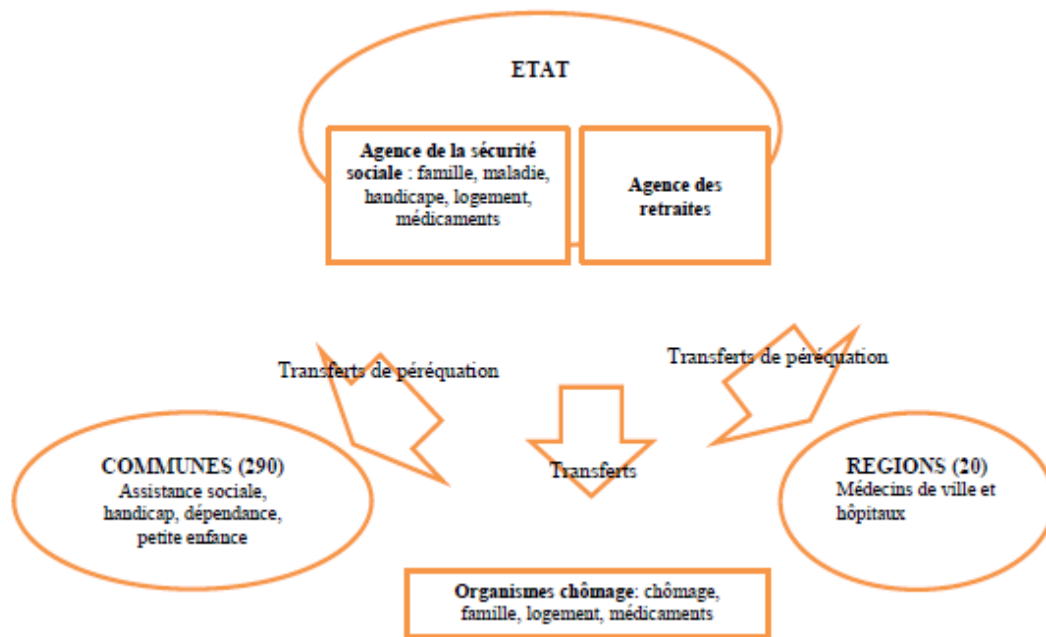 ETAT
Agence de la sécurité
sociale : famille, maladie,
handicape, logement,
médicaments
Agence des
retraites
Transferts de péréquation
Transferts de péréquation
COMMUNES (290)
Assistance sociale,
handicap, dépendance,
petite enfance
Transferts
REGIONS (20)
Médecins de ville et
hôpitaux
Organismes chômage: chômage,
famille, logement, médicaments